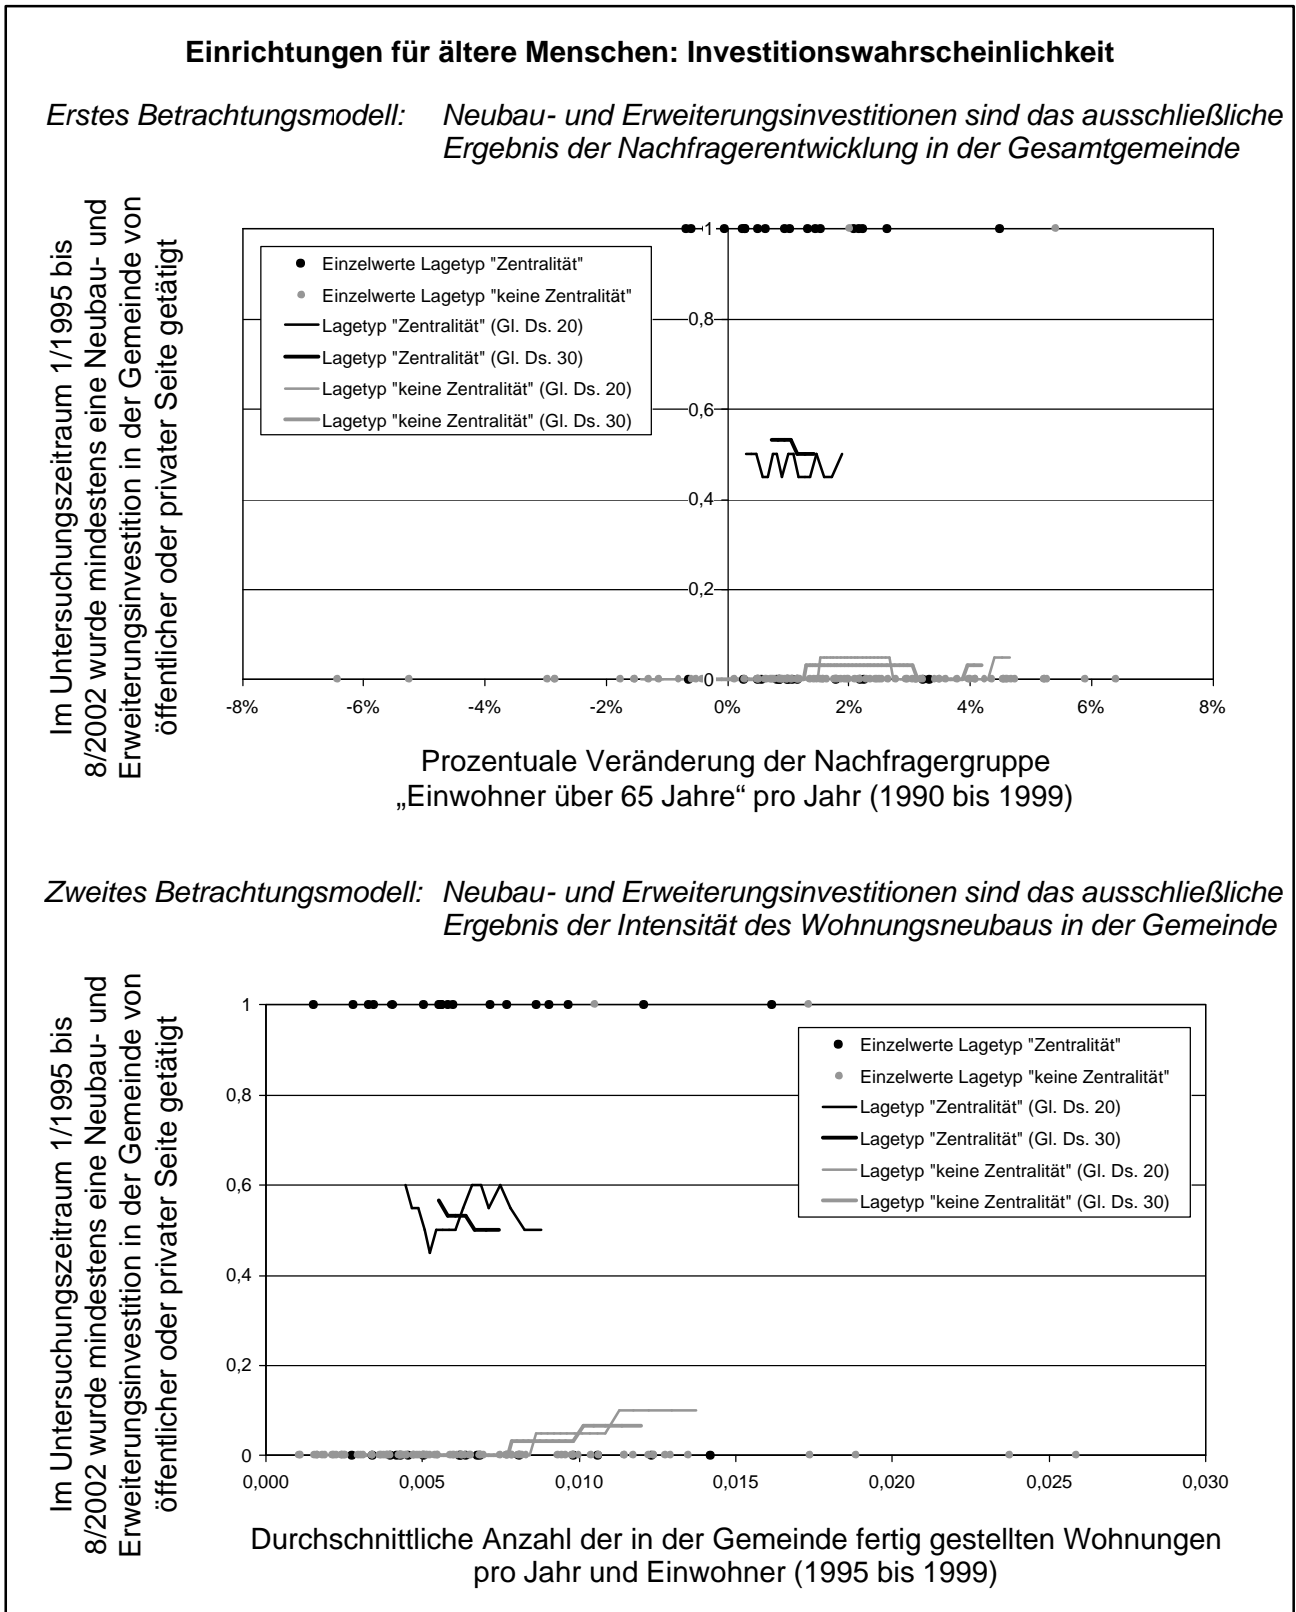 Einrichtungen für ältere Menschen: Investitionswahrscheinlichkeit
Erstes Betrachtungsmodell: Neubau- und Erweiterungsinvestitionen sind das ausschließliche
Ergebnis der Nachfragerentwicklung in der Gesamtgemeinde
Im Untersuchungszeitraum 1/1995 bis
8/2002 wurde mindestens eine Neubau- und
Erweiterungsinvestition in der Gemeinde von
öffentlicher oder privater Seite getätigt
1
0,8
0,6
0,4
0,2
0
Einzelwerte Lagetyp "Zentralität"
Einzelwerte Lagetyp "keine Zentralität"
Lagetyp "Zentralität" (Gl. Ds. 20)
Lagetyp "Zentralität" (Gl. Ds. 30)
Lagetyp "keine Zentralität" (Gl. Ds. 20)
Lagetyp "keine Zentralität" (Gl. Ds. 30)
-8% -6% -4% -2% 0% 2% 4% 6% 8%
Prozentuale Veränderung der Nachfragergruppe
„Einwohner über 65 Jahre“ pro Jahr (1990 bis 1999)
Zweites Betrachtungsmodell: Neubau- und Erweiterungsinvestitionen sind das ausschließliche
Ergebnis der Intensität des Wohnungsneubaus in der Gemeinde
Im Untersuchungszeitraum 1/1995 bis
8/2002 wurde mindestens eine Neubau- und
Erweiterungsinvestition in der Gemeinde von
öffentlicher oder privater Seite getätigt
1
0,8
0,6
0,4
0,2
0
Einzelwerte Lagetyp "Zentralität"
Einzelwerte Lagetyp "keine Zentralität"
Lagetyp "Zentralität" (Gl. Ds. 20)
Lagetyp "Zentralität" (Gl. Ds. 30)
Lagetyp "keine Zentralität" (Gl. Ds. 20)
Lagetyp "keine Zentralität" (Gl. Ds. 30)
0,000 0,005 0,010 0,015 0,020 0,025 0,030
Durchschnittliche Anzahl der in der Gemeinde fertig gestellten Wohnungen
pro Jahr und Einwohner (1995 bis 1999)